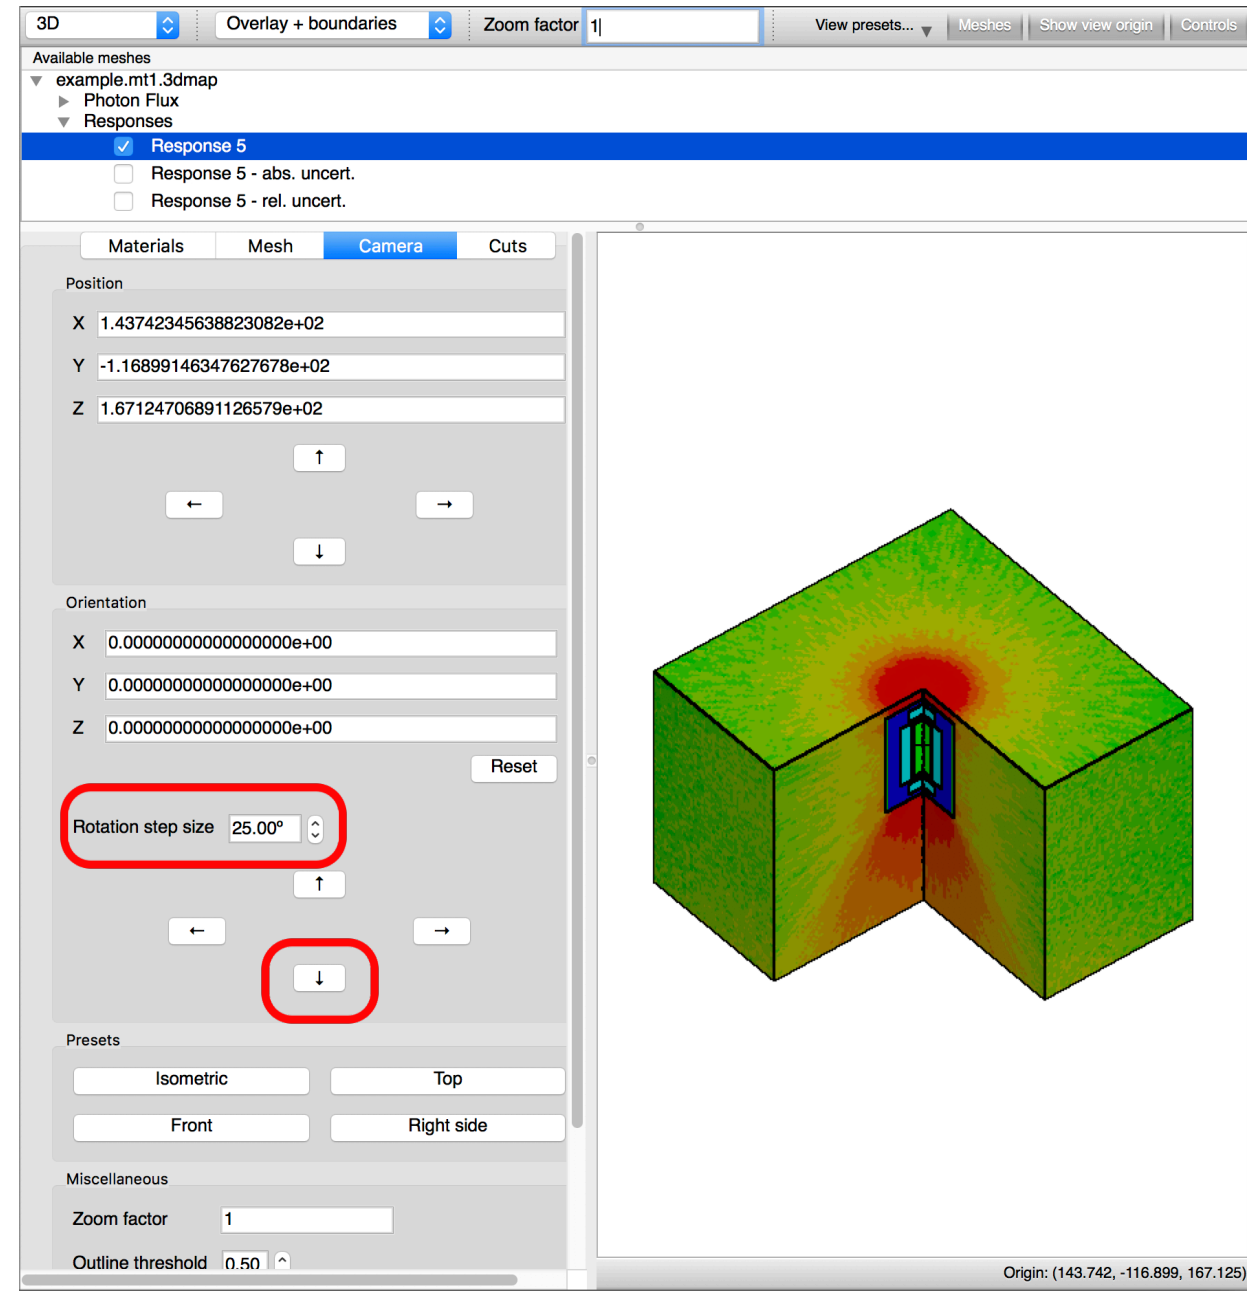 3D Overlay + boundaries Zoom factor 1 View presets... Meshes Show view origin Controls
Available meshes
example.mt1.3dmap
Photon Flux
Responses
Response 5
Response 5 - abs. uncert.
Response 5 - rel. uncert.
Materials Mesh Camera Cuts
Position
X 1.43742345638823082e+02
Y -1.16899146347627678e+02
Z 1.67124706891126579e+02
↑
← →
↓
Orientation
X 0.00000000000000000e+00
Y 0.00000000000000000e+00
Z 0.00000000000000000e+00
Reset
Rotation step size 25.00º
↑
← →
↓
Presets
Isometric Top
Front Right side
Miscellaneous
Zoom factor 1
Outline threshold 0.50
Origin: (143.742, -116.899, 167.125)